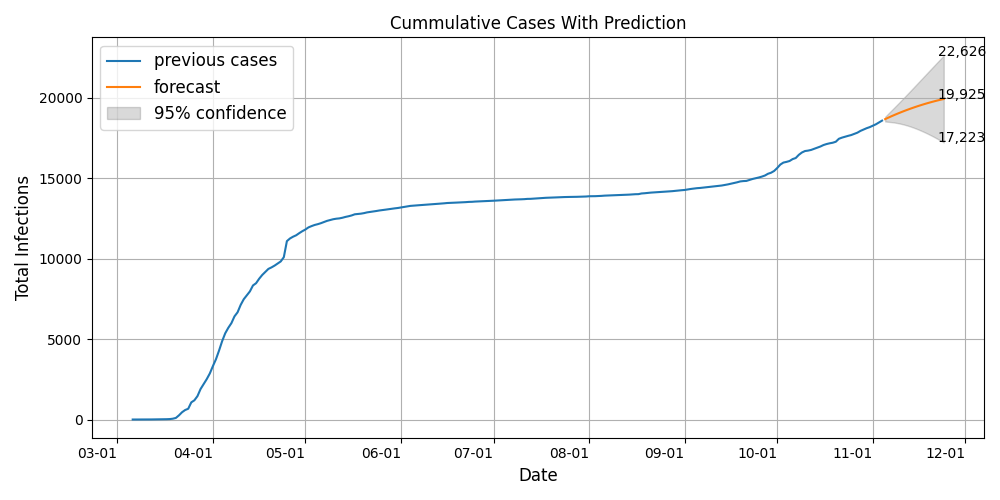 Cummulative Cases With Prediction
previous cases
forecast
95% confidence
22,626
19,925
17,223
Total Infections
20000
15000
10000
5000
0
03-01 04-01 05-01 06-01 07-01 08-01 09-01 10-01 11-01 12-01
Date